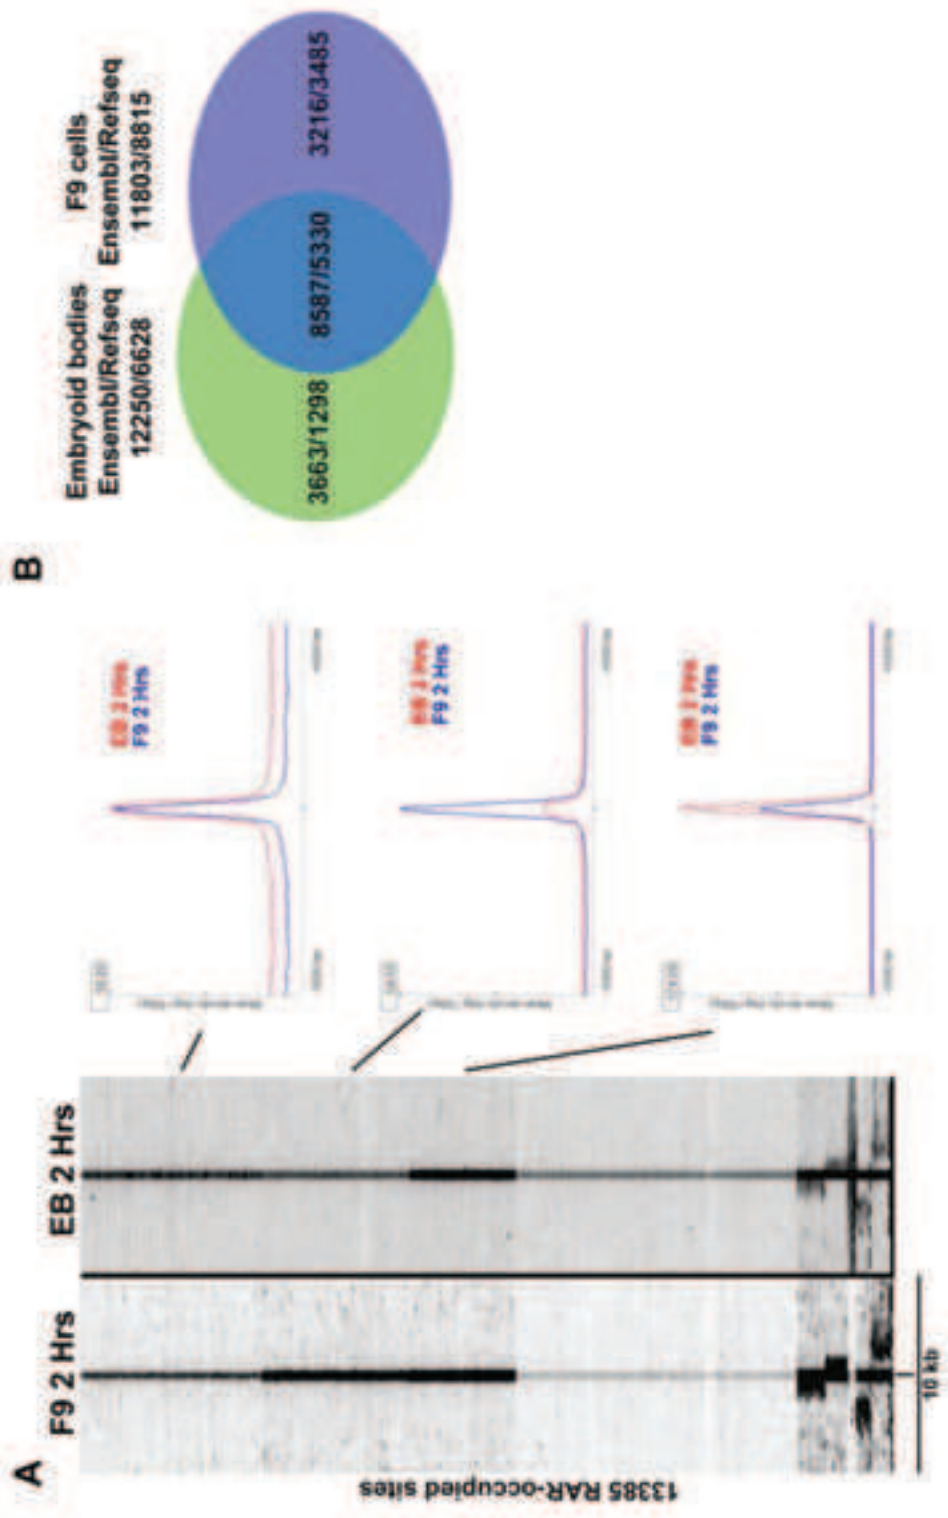 A
F9 2 Hrs
EB 2 Hrs
13385 RAR-occupied sites
10 kb
EB 2 Hrs
F9 2 Hrs
EB 2 Hrs
F9 2 Hrs
EB 2 Hrs
F9 2 Hrs
B
Embryoid bodies
Ensembl/Refseq
12250/6628
F9 cells
Ensembl/Refseq
11803/8815
3663/1298
8587/5330
3216/3485